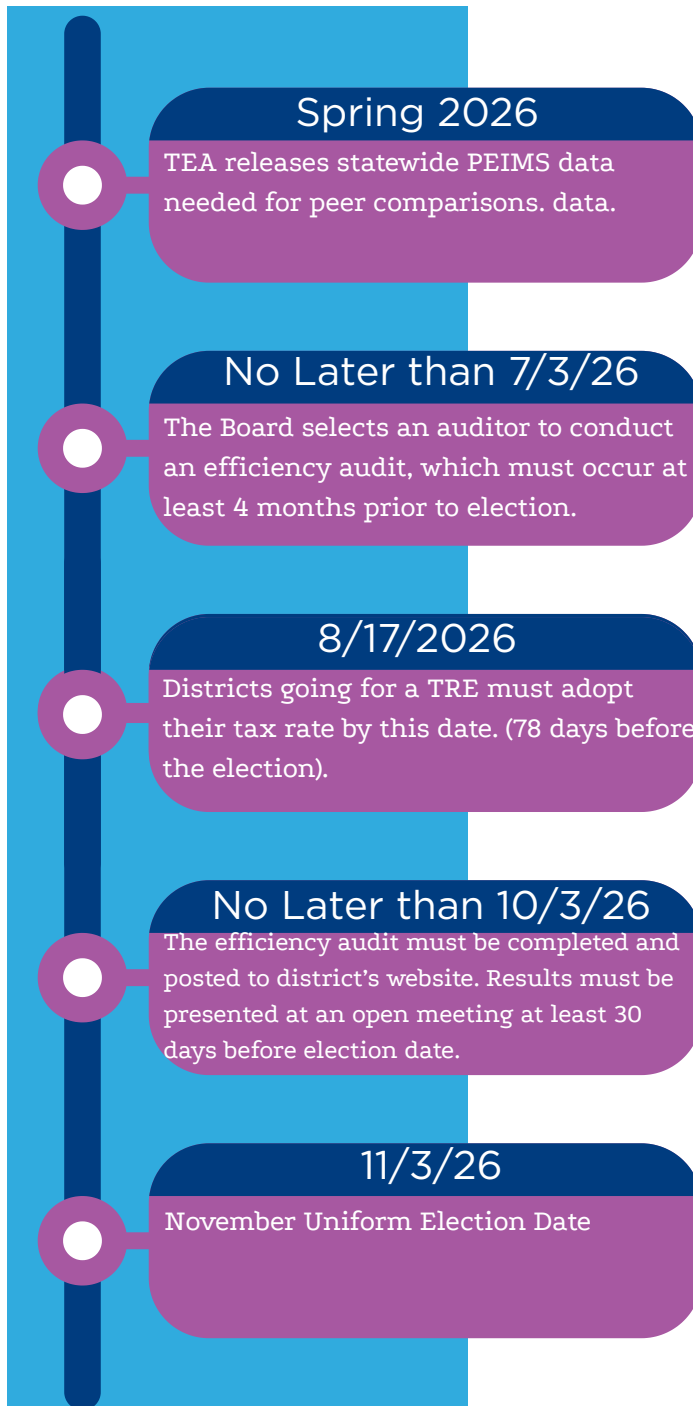 Spring 2026
TEA releases statewide PEIMS data
needed for peer comparisons. data.
No Later than 7/3/26
The Board selects an auditor to conduct
an efficiency audit, which must occur at
least 4 months prior to election.
8/17/2026
Districts going for a TRE must adopt
their tax rate by this date. (78 days before
the election).
No Later than 10/3/26
The efficiency audit must be completed and
posted to district's website. Results must be
presented at an open meeting at least 30
days before election date.
11/3/26
November Uniform Election Date